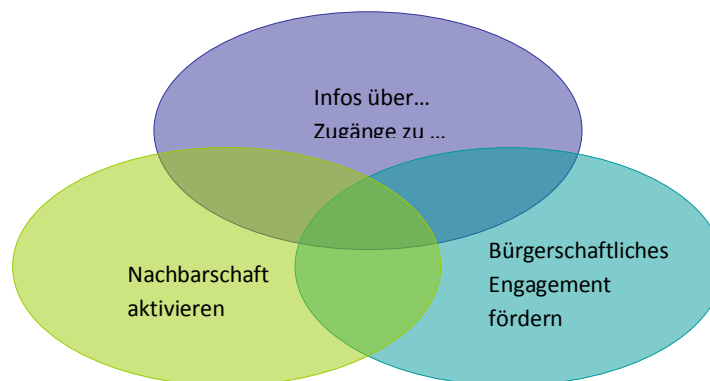 Infos über…
Zugänge zu …
Nachbarschaft
aktivieren
Bürgerschaftliches
Engagement
fördern